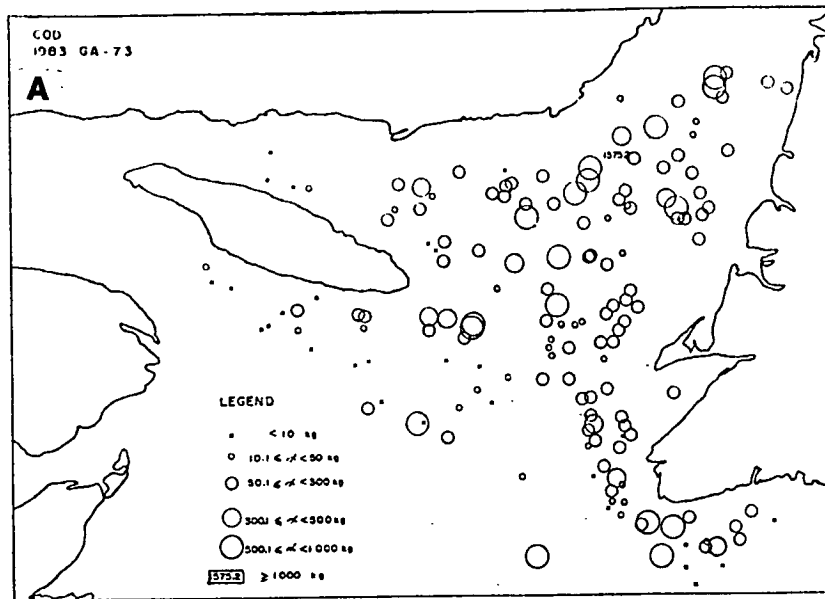 COD
1983 GA-73
A
1575.2
LEGEND
<10 kg
10.1 ≤ x <50 kg
50.1 ≤ x <300 kg
300.1 ≤ x <500 kg
500.1 ≤ x <1000 kg
1575.2 ≥ 1000 kg